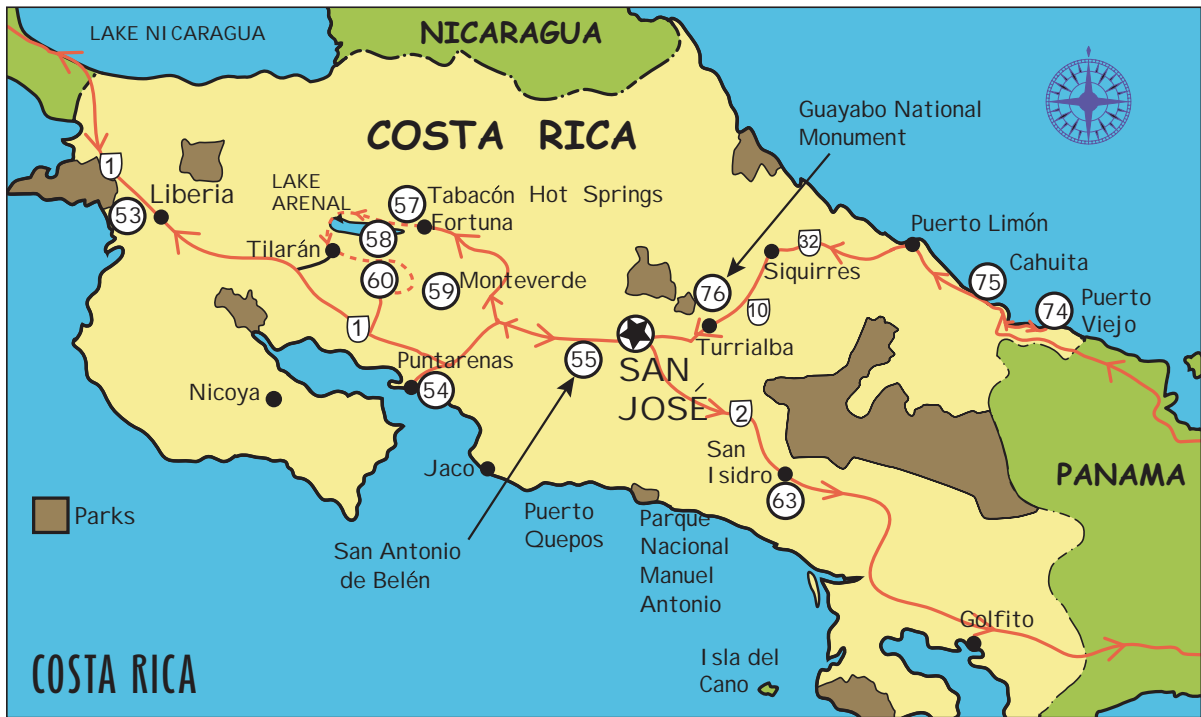 LAKE NICARAGUA
NICARAGUA
COSTA RICA
Guayabo National
Monument
1
53
Liberia
LAKE
ARENAL
57
Tabacón Hot Springs
Fortuna
58
Tilarán
60
59
Monteverde
Puerto Limón
32
Siquirres
75
Cahuita
74
Puerto
Viejo
76
10
Turrialba
1
55
SAN
JOSÉ
Puntarenas
54
Nicoya
2
San
Isidro
63
Jaco
PANAMA
Parks
San Antonio
de Belén
Puerto
Quepos
Parque
Nacional
Manuel
Antonio
Golfito
Isla del
Cano
COSTA RICA